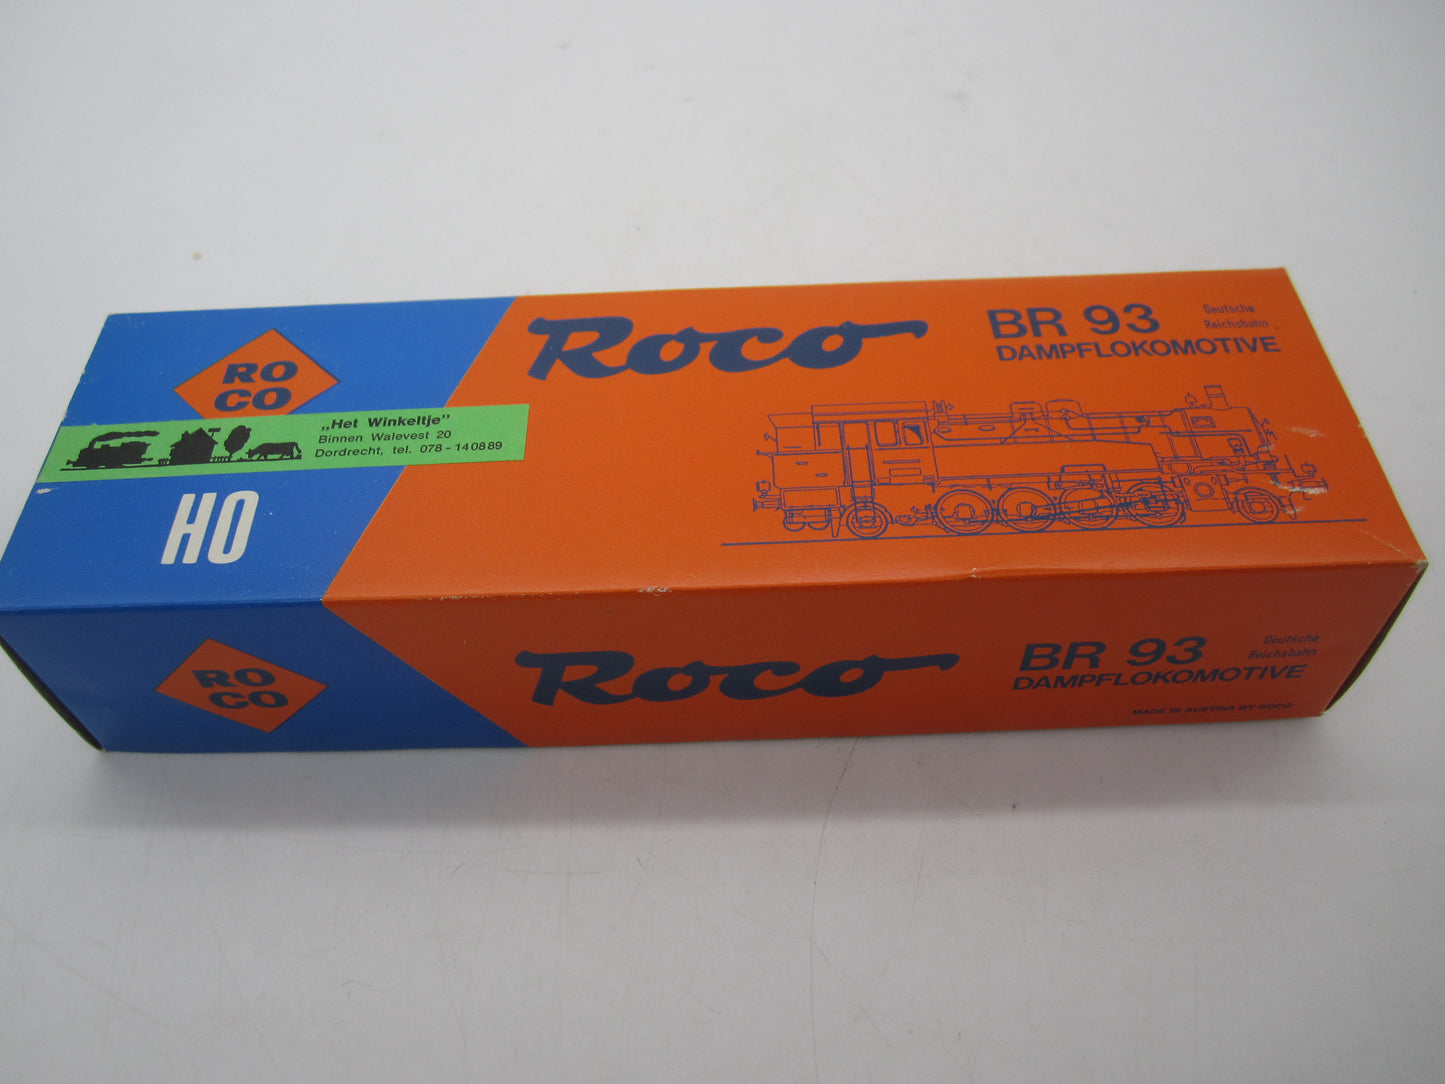 RO
CO
„Het Winkeltje"
Binnen Walevest 20
Dordrecht, tel. 078 - 140889
HO
Roco
BR 93
DAMPFLOKOMOTIVE
Deutsche
Reichsbahn
RO
CO
Roco
BR 93
DAMPFLOKOMOTIVE
Deutsche
Reichsbahn
MADE IN AUSTRIA BY ROCO